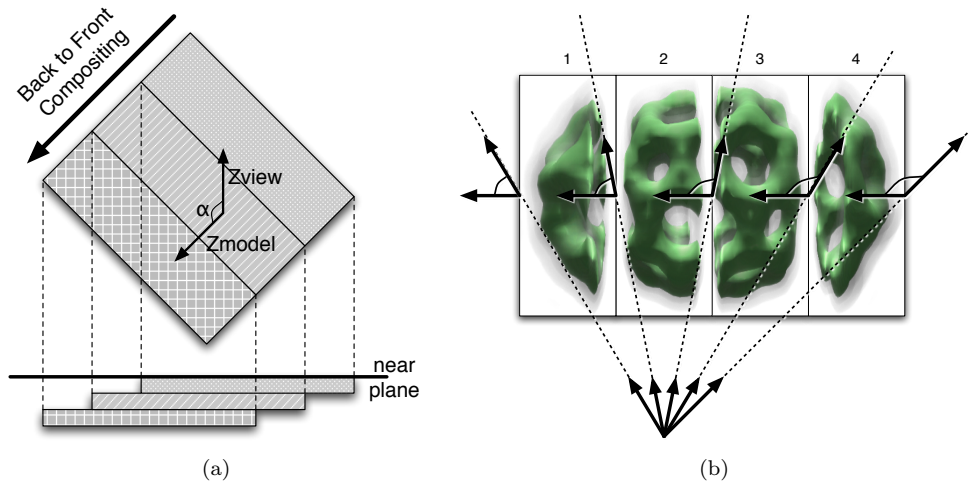 Back to Front
Compositing
Zview
α
Zmodel
near
plane
(a)
1 2 3 4
(b)